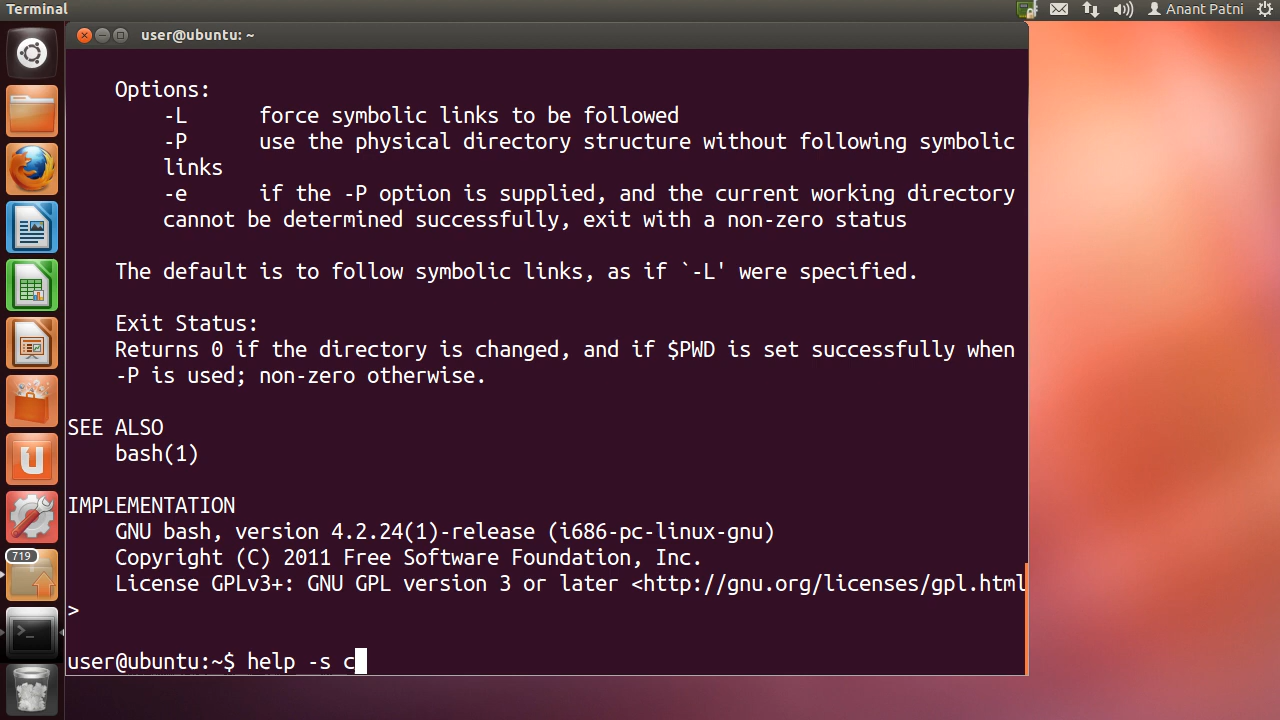 Terminal
Anant Patni
user@ubuntu: ~
Options:
-L force symbolic links to be followed
-P use the physical directory structure without following symbolic
links
-e if the -P option is supplied, and the current working directory
cannot be determined successfully, exit with a non-zero status
The default is to follow symbolic links, as if `-L' were specified.
Exit Status:
Returns 0 if the directory is changed, and if $PWD is set successfully when
-P is used; non-zero otherwise.
SEE ALSO
bash(1)
IMPLEMENTATION
GNU bash, version 4.2.24(1)-release (i686-pc-linux-gnu)
Copyright (C) 2011 Free Software Foundation, Inc.
License GPLv3+: GNU GPL version 3 or later <http://gnu.org/licenses/gpl.html
>
user@ubuntu:~$ help -s c
719